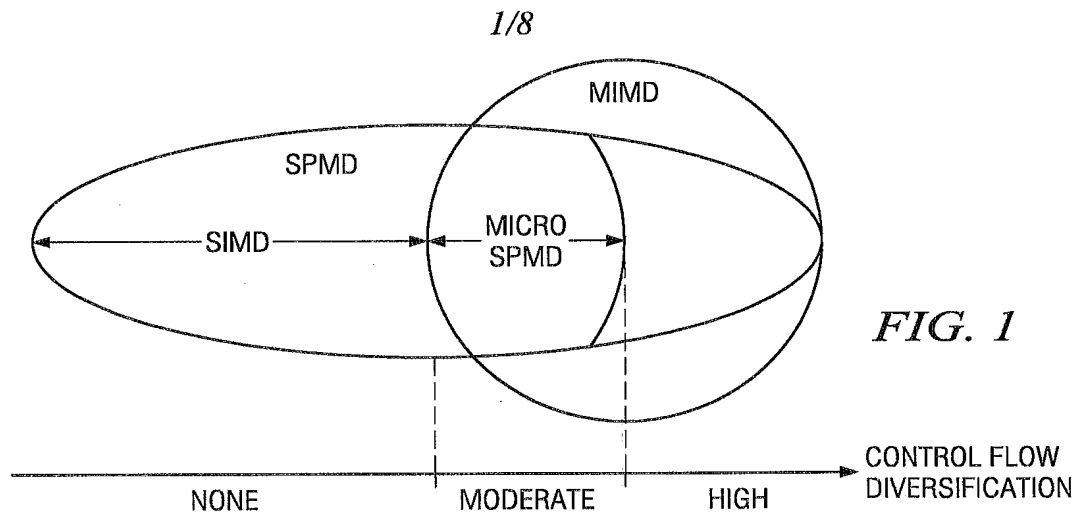 1/8
MIMD
SPMD
SIMD
MICRO
SPMD
FIG. 1
CONTROL FLOW
DIVERSIFICATION
NONE
MODERATE
HIGH